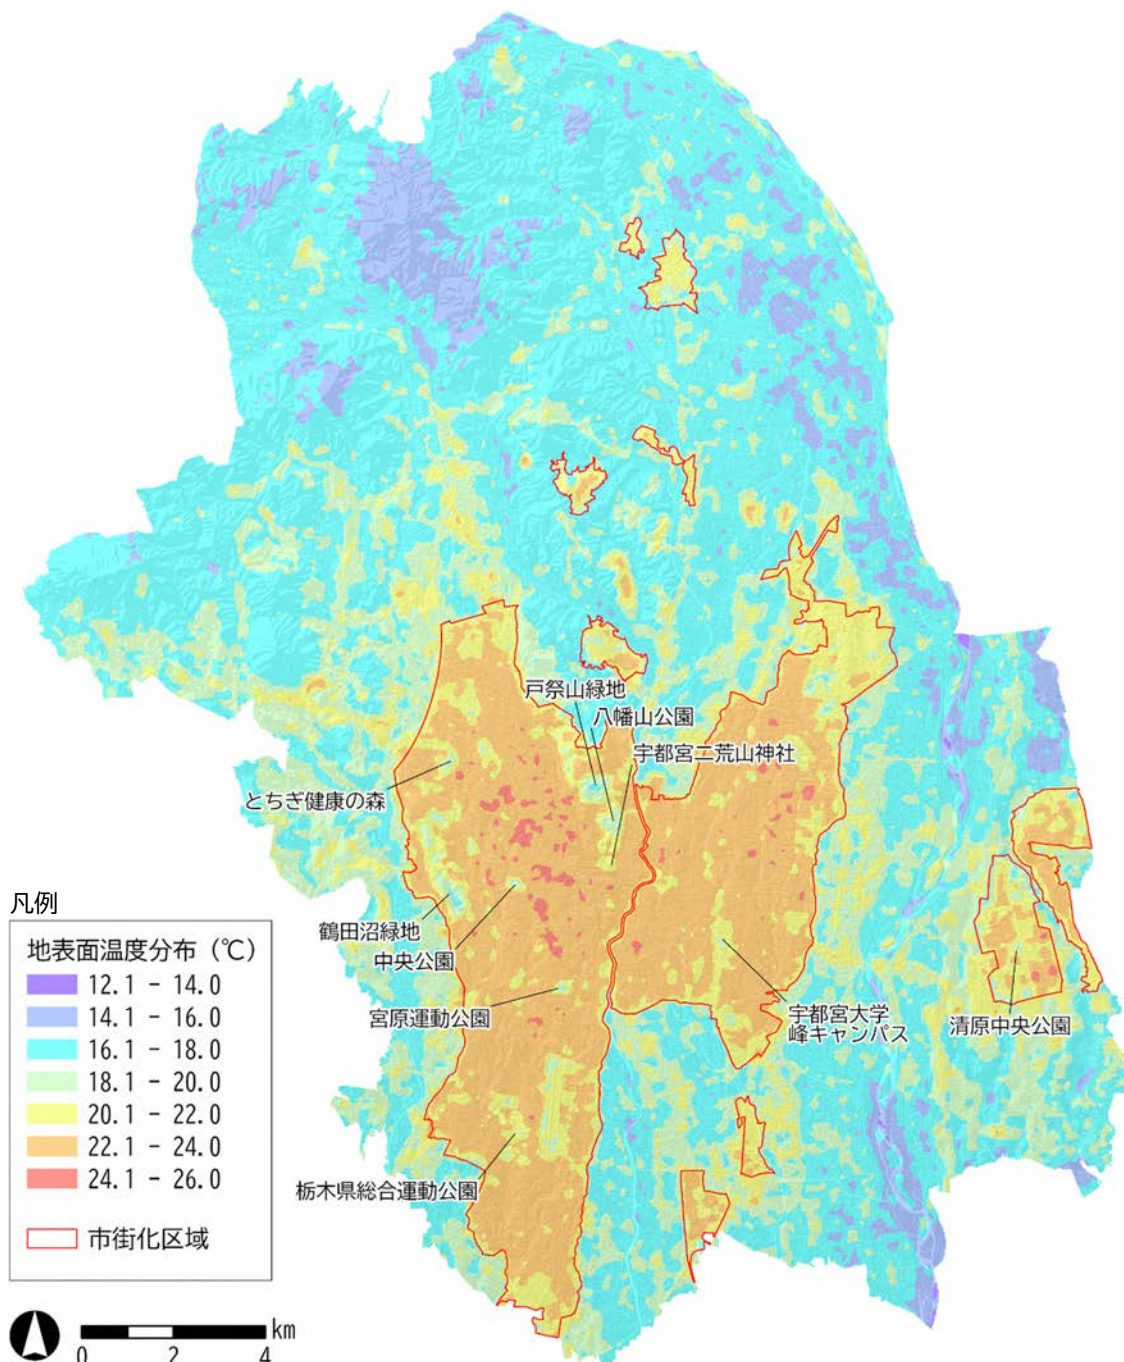 戸祭山緑地
八幡山公園
宇都宮二荒山神社
とちぎ健康の森
鶴田沼緑地
中央公園
宮原運動公園
宇都宮大学
峰キャンパス
清原中央公園
栃木県総合運動公園
凡例
地表面温度分布（℃）
12.1 - 14.0
14.1 - 16.0
16.1 - 18.0
18.1 - 20.0
20.1 - 22.0
22.1 - 24.0
24.1 - 26.0
市街化区域
km
0 2 4